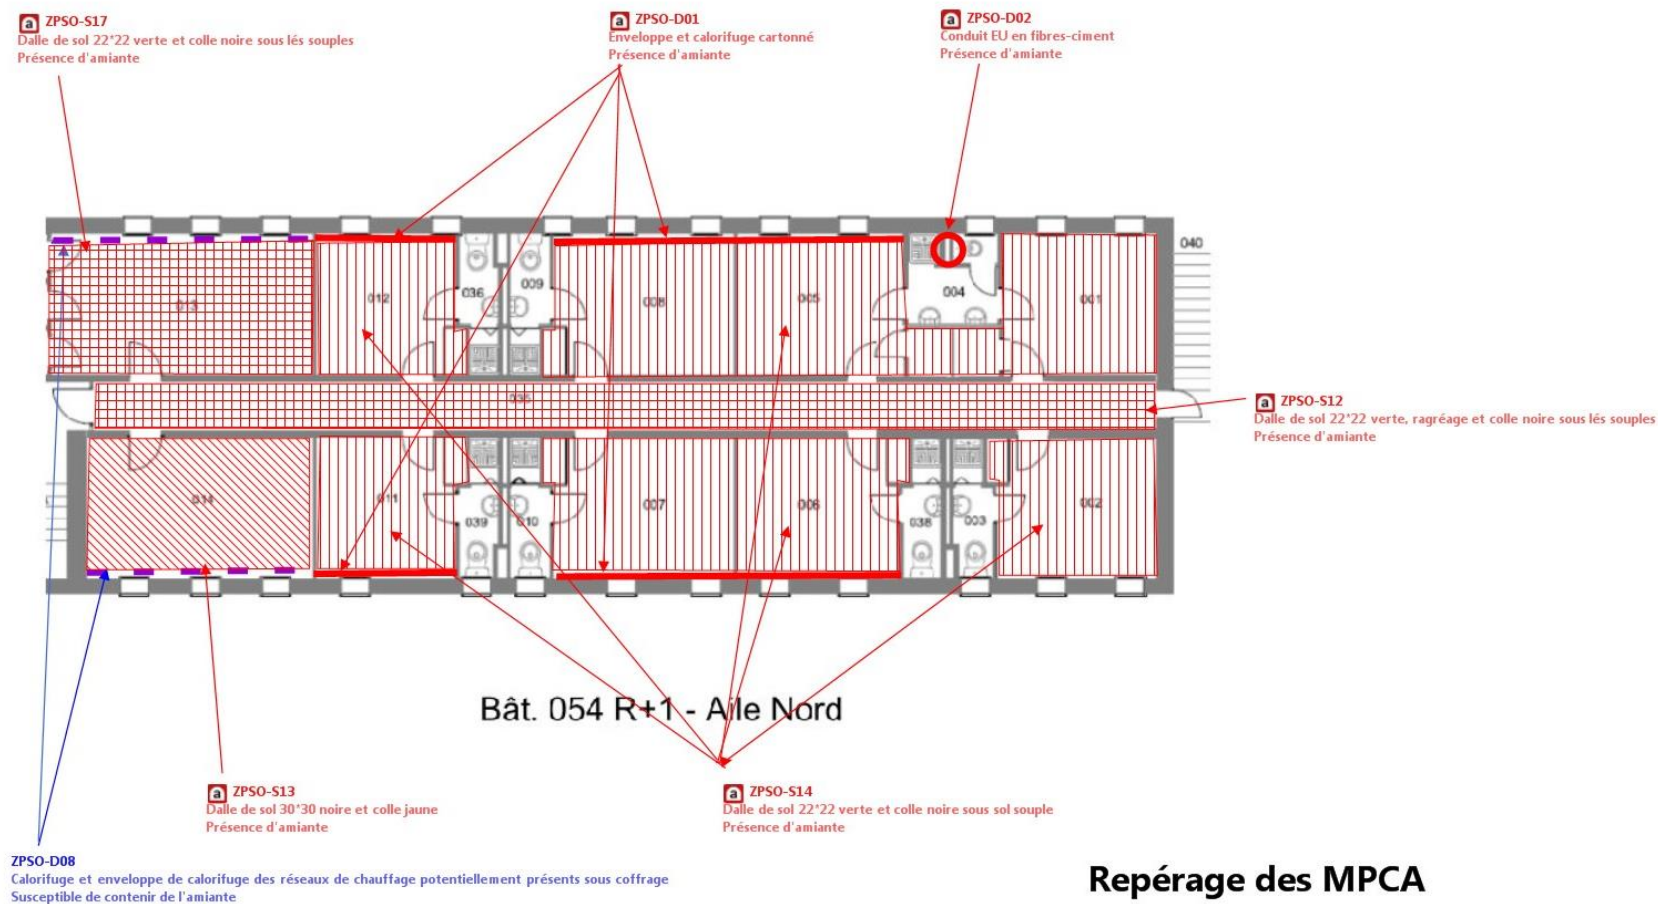 a ZPSO-S17
Dalle de sol 22*22 verte et colle noire sous lés souples
Présence d'amiante
a ZPSO-D01
Enveloppe et calorifuge cartonné
Présence d'amiante
a ZPSO-D02
Conduit EU en fibres-ciment
Présence d'amiante
040
013
012
036
009
008
005
004
001
035
a ZPSO-S12
Dalle de sol 22*22 verte, ragréage et colle noire sous lés souples
Présence d'amiante
014
011
039
010
007
006
038
003
002
Bât. 054 R+1 - Aile Nord
a ZPSO-S13
Dalle de sol 30*30 noire et colle jaune
Présence d'amiante
a ZPSO-S14
Dalle de sol 22*22 verte et colle noire sous sol souple
Présence d'amiante
ZPSO-D08
Calorifuge et enveloppe de calorifuge des réseaux de chauffage potentiellement présents sous coffrage
Susceptible de contenir de l'amiante
Repérage des MPCA